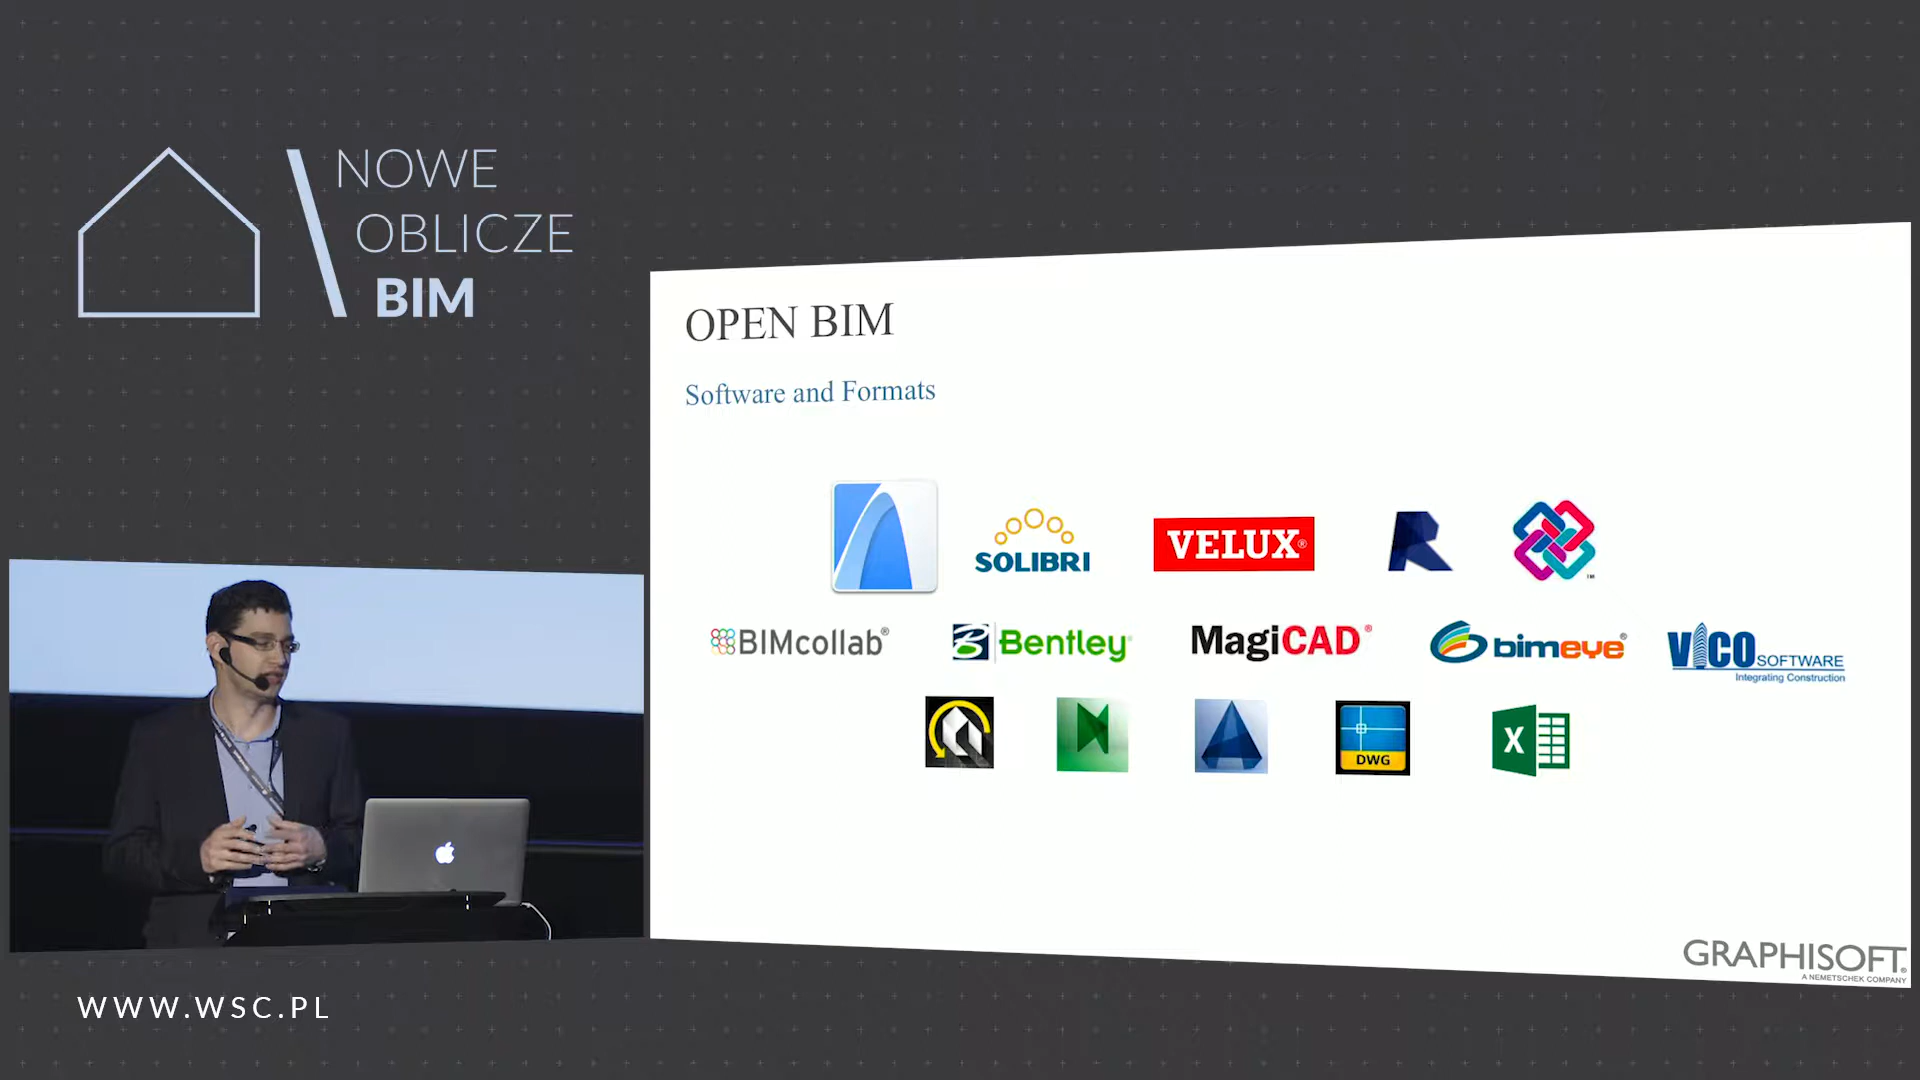 NOWE
OBLICZE
BIM
OPEN BIM
Software and Formats
SOLIBRI
VELUX®
R
™
BIMcollab®
B Bentley®
MagiCAD®
bimeye®
VICO SOFTWARE
Integrating Construction
DWG
X
GRAPHISOFT®
A NEMETSCHEK COMPANY
WWW.WSC.PL